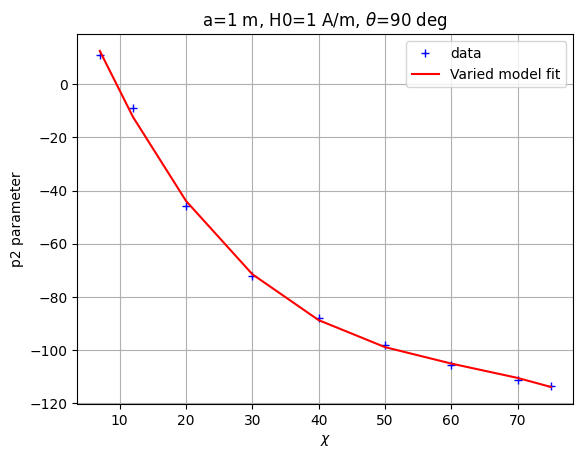 a=1 m, H0=1 A/m, θ=90 deg
data
Varied model fit
p2 parameter
0
−20
−40
−60
−80
−100
−120
10 20 30 40 50 60 70
χ